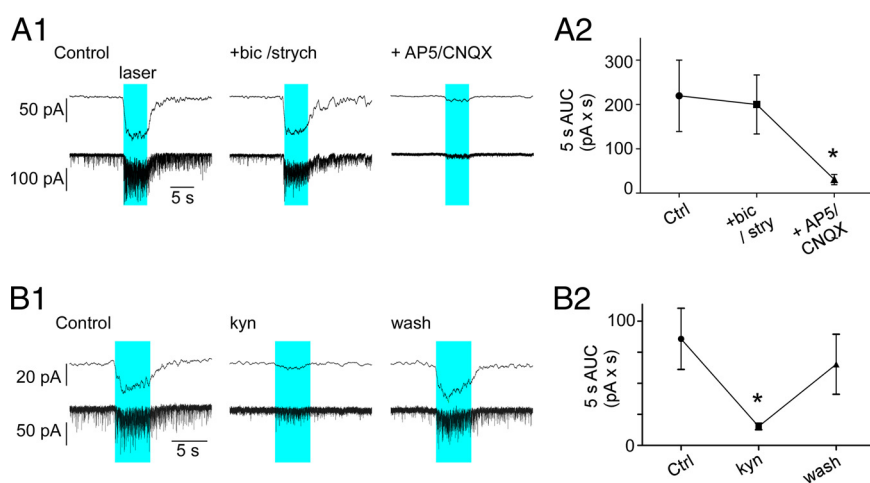 A1
Control
+bic /strych
+ AP5/CNQX
laser
50 pA
100 pA
5 s
A2
5 s AUC
(pA x s)
300
200
100
0
*
Ctrl
+bic
/ stry
+ AP5/
CNQX
B1
Control
kyn
wash
20 pA
50 pA
5 s
B2
5 s AUC
(pA x s)
100
0
*
Ctrl
kyn
wash